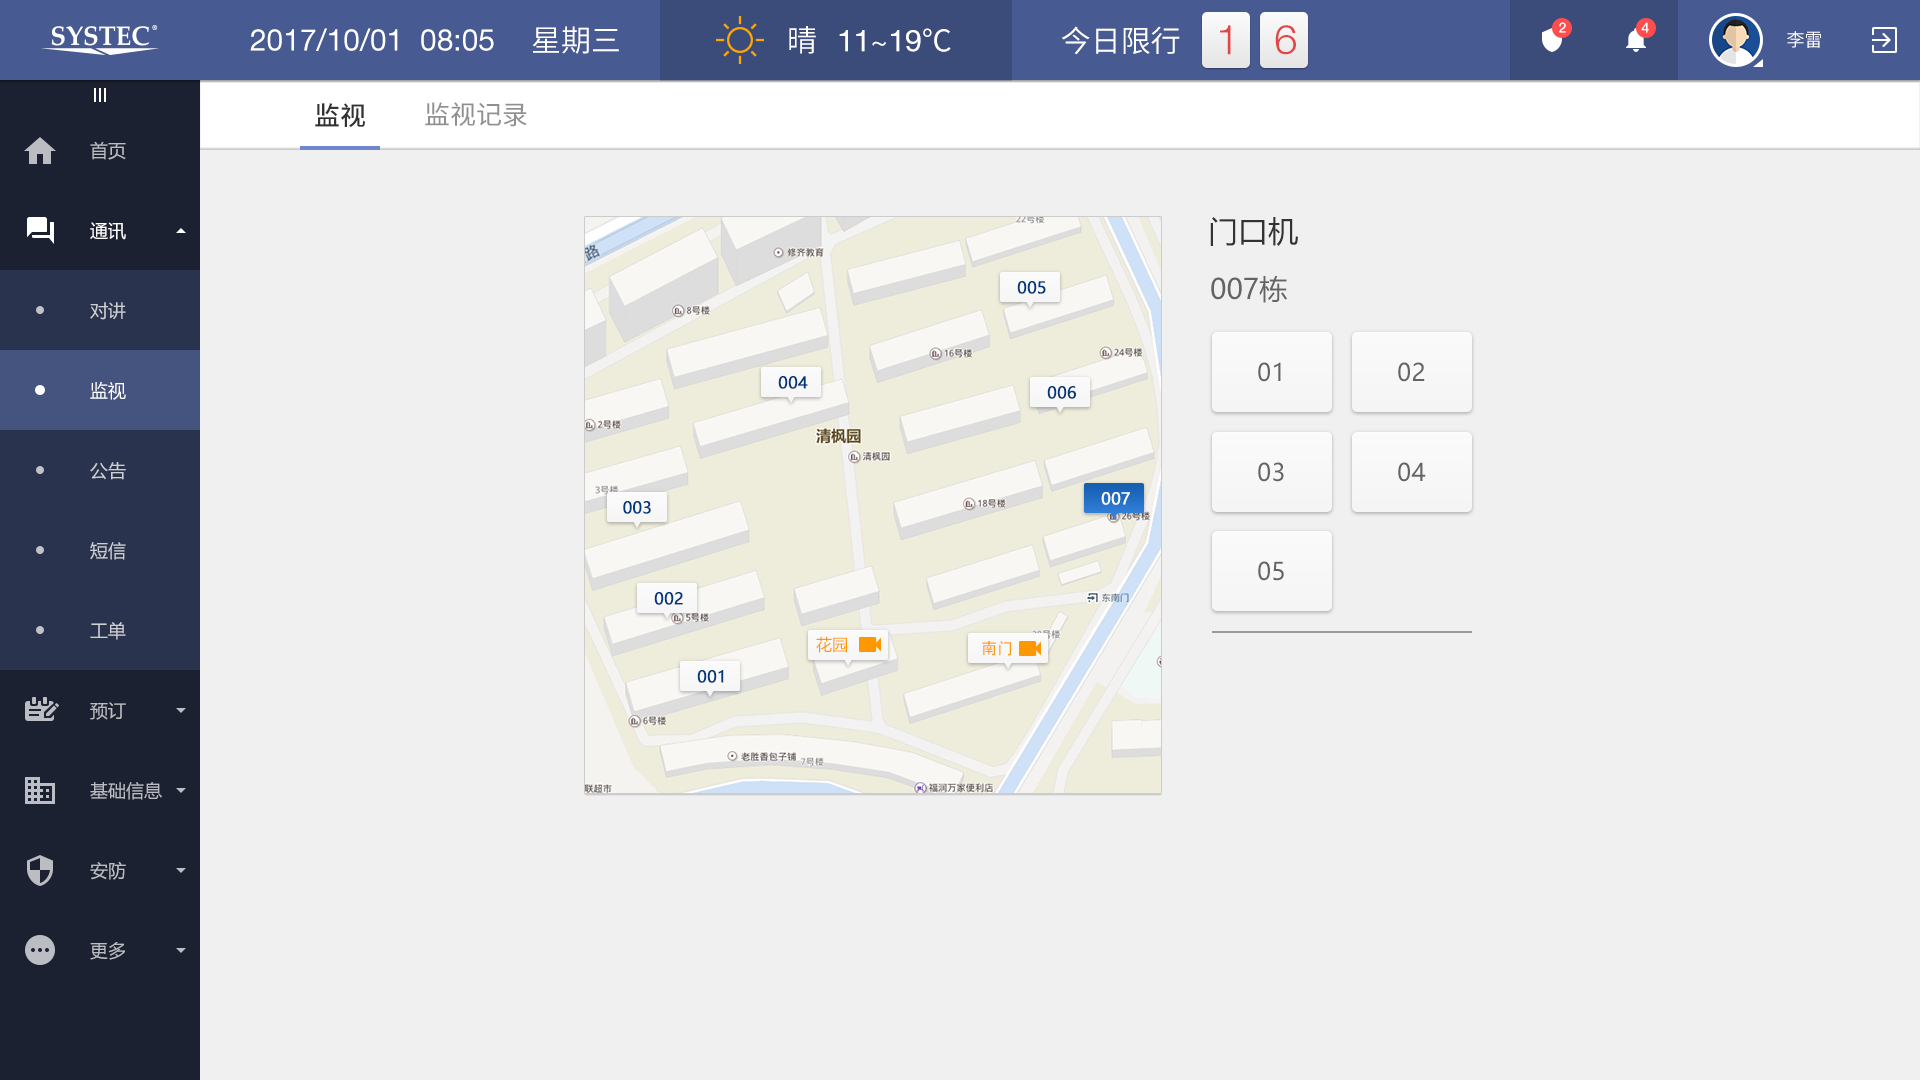 SYSTEC®
2017/10/01 08:05 星期三
晴 11~19℃
今日限行 1 6
2
4
李雷
首页
通讯
对讲
监视
公告
短信
工单
预订
基础信息
安防
更多
监视
监视记录
路
22号楼
修齐教育
005
8号楼
16号楼
24号楼
004
006
2号楼
清枫园
清枫园
3号楼
003
18号楼
007
26号楼
002
5号楼
东南门
花园
南门
001
6号楼
老胜香包子铺
7号楼
联超市
福润万家便利店
门口机
007栋
01
02
03
04
05